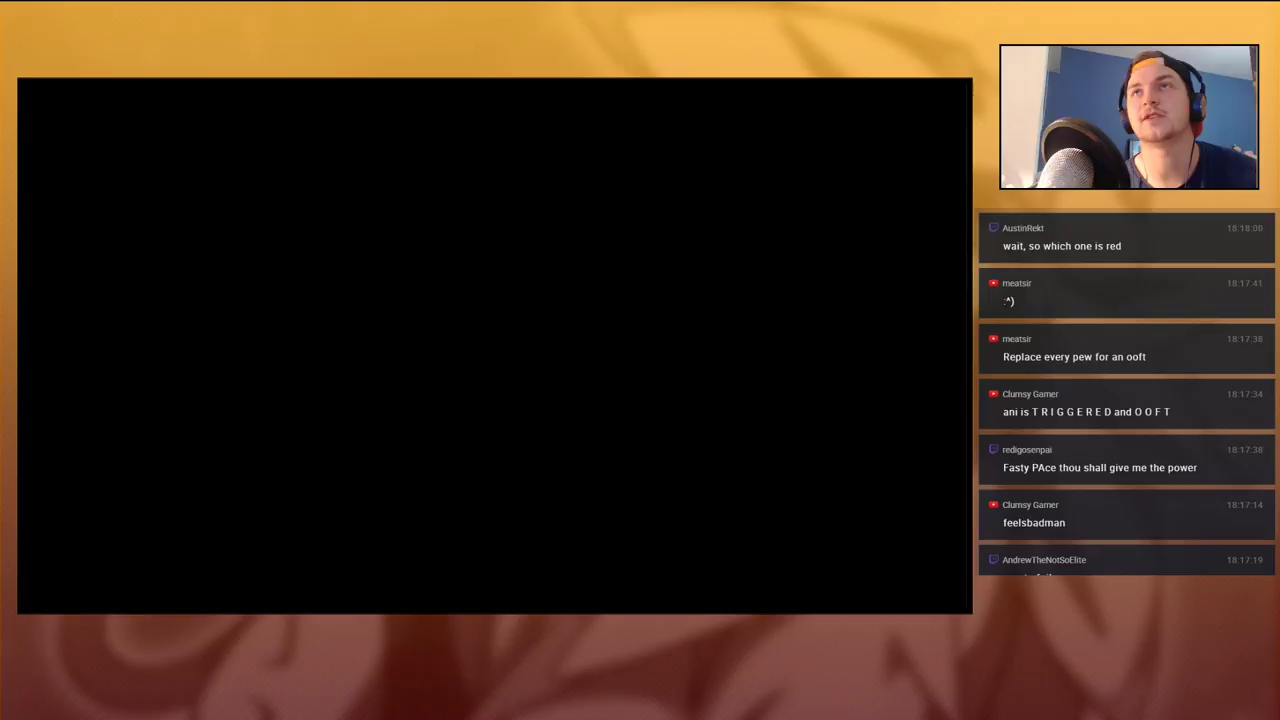 AustinRekt 18:18:00
wait, so which one is red
meatsir 18:17:41
:^)
meatsir 18:17:38
Replace every pew for an ooft
Clumsy Gamer 18:17:34
ani is T R I G G E R E D and O O F T
redigosenpai 18:17:38
Fasty PAce thou shall give me the power
Clumsy Gamer 18:17:14
feelsbadman
AndrewTheNotSoElite 18:17:19